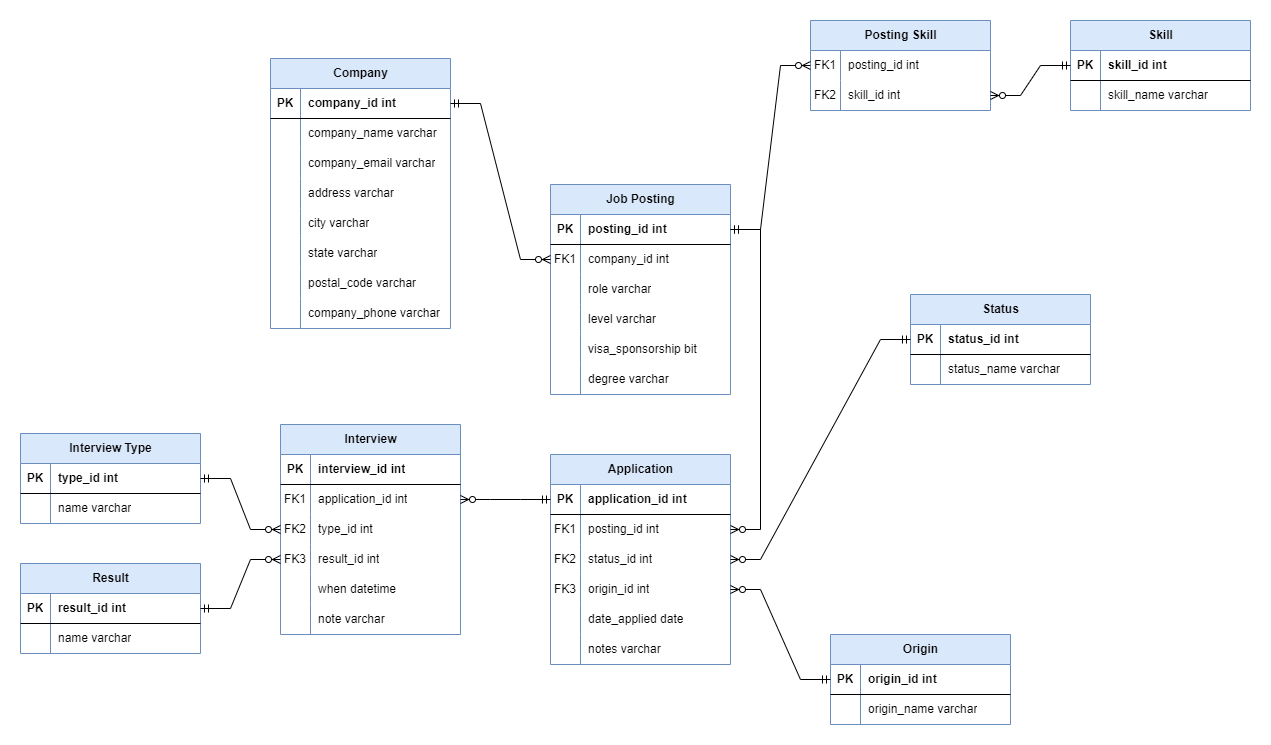 Posting Skill
FK1 posting_id int
FK2 skill_id int
Skill
PK skill_id int
skill_name varchar
Company
PK company_id int
company_name varchar
company_email varchar
address varchar
city varchar
state varchar
postal_code varchar
company_phone varchar
Job Posting
PK posting_id int
FK1 company_id int
role varchar
level varchar
visa_sponsorship bit
degree varchar
Status
PK status_id int
status_name varchar
Interview Type
PK type_id int
name varchar
Interview
PK interview_id int
FK1 application_id int
FK2 type_id int
FK3 result_id int
when datetime
note varchar
Application
PK application_id int
FK1 posting_id int
FK2 status_id int
FK3 origin_id int
date_applied date
notes varchar
Result
PK result_id int
name varchar
Origin
PK origin_id int
origin_name varchar